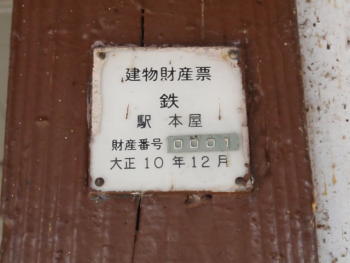 建物財産票
鉄
駅 本屋
財産番号 0001
大正 10 年 12 月